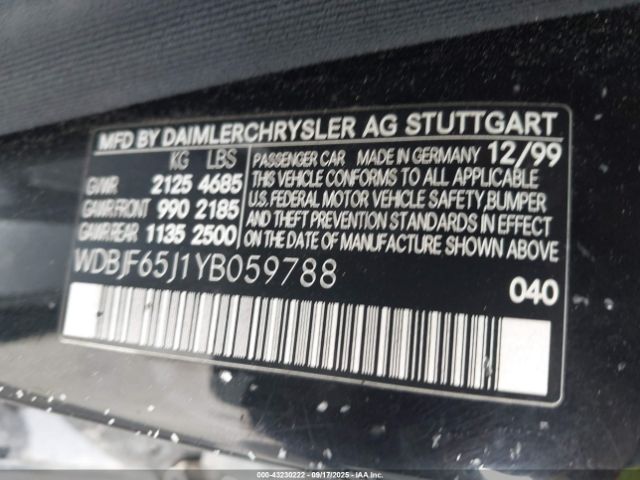 MFD BY DAIMLERCHRYSLER AG STUTTGART
KG LBS
GVWR 2125 4685
GAWR FRONT 990 2185
GAWR REAR 1135 2500
PASSENGER CAR MADE IN GERMANY 12/99
THIS VEHICLE CONFORMS TO ALL APPLICABLE
U.S. FEDERAL MOTOR VEHICLE SAFETY, BUMPER
AND THEFT PREVENTION STANDARDS IN EFFECT
ON THE DATE OF MANUFACTURE SHOWN ABOVE
WDBJF65J1YB059788
040
000-43230222 - 09/17/2025 - IAAI.COM